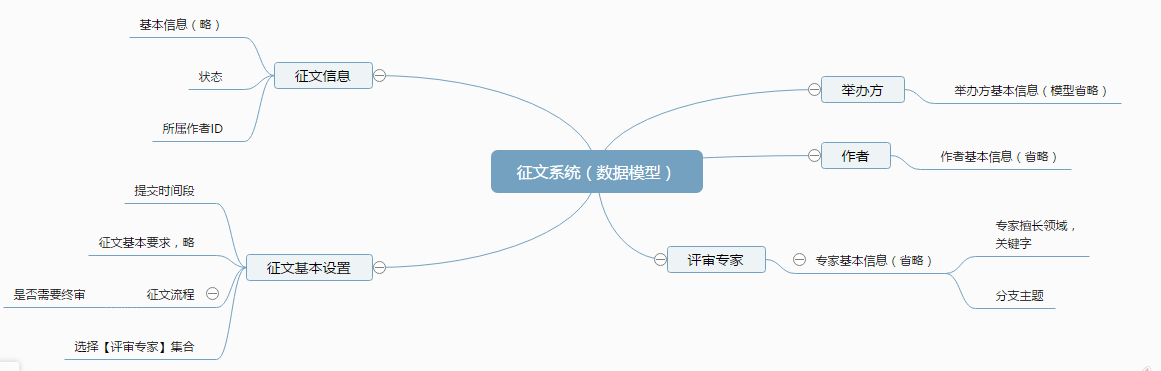 征文系统（数据模型）
征文信息
基本信息（略）
状态
所属作者ID
征文基本设置
提交时间段
征文基本要求，略
征文流程
是否需要终审
选择【评审专家】集合
举办方
举办方基本信息（模型省略）
作者
作者基本信息（省略）
评审专家
专家基本信息（省略）
专家擅长领域，
关键字
分支主题